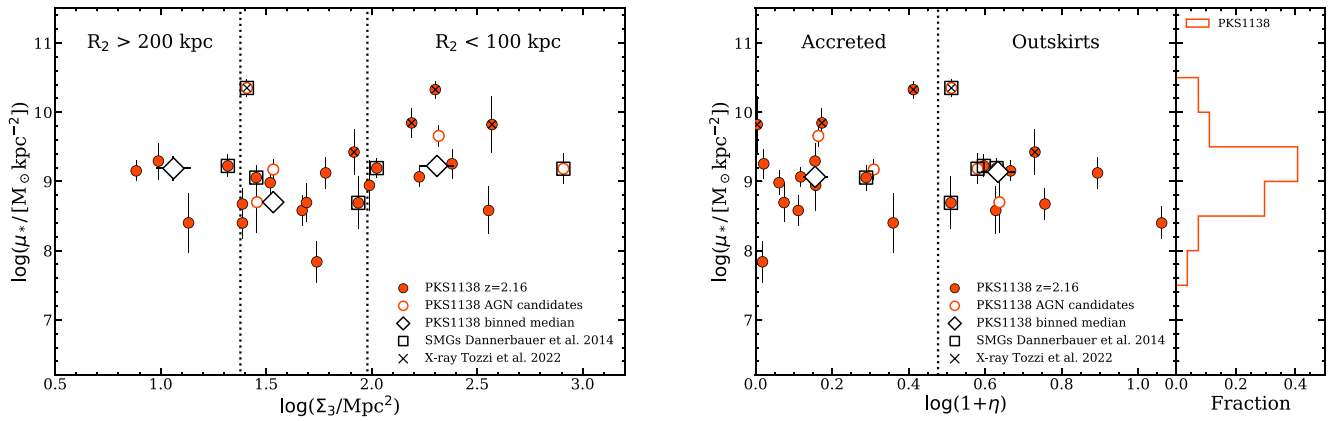 R₂ > 200 kpc
R₂ < 100 kpc
log(μ*/[M⊙kpc⁻²])
11
10
9
8
7
PKS1138 z=2.16
PKS1138 AGN candidates
PKS1138 binned median
SMGs Dannerbauer et al. 2014
X-ray Tozzi et al. 2022
0.5
1.0
1.5
2.0
2.5
3.0
log(Σ₃/Mpc²)
Accreted
Outskirts
log(μ*/[M⊙kpc⁻²])
11
10
9
8
7
PKS1138 z=2.16
PKS1138 AGN candidates
PKS1138 binned median
SMGs Dannerbauer et al. 2014
X-ray Tozzi et al. 2022
0.0
0.2
0.4
0.6
0.8
1.0
log(1+η)
PKS1138
0.0
0.2
0.4
Fraction